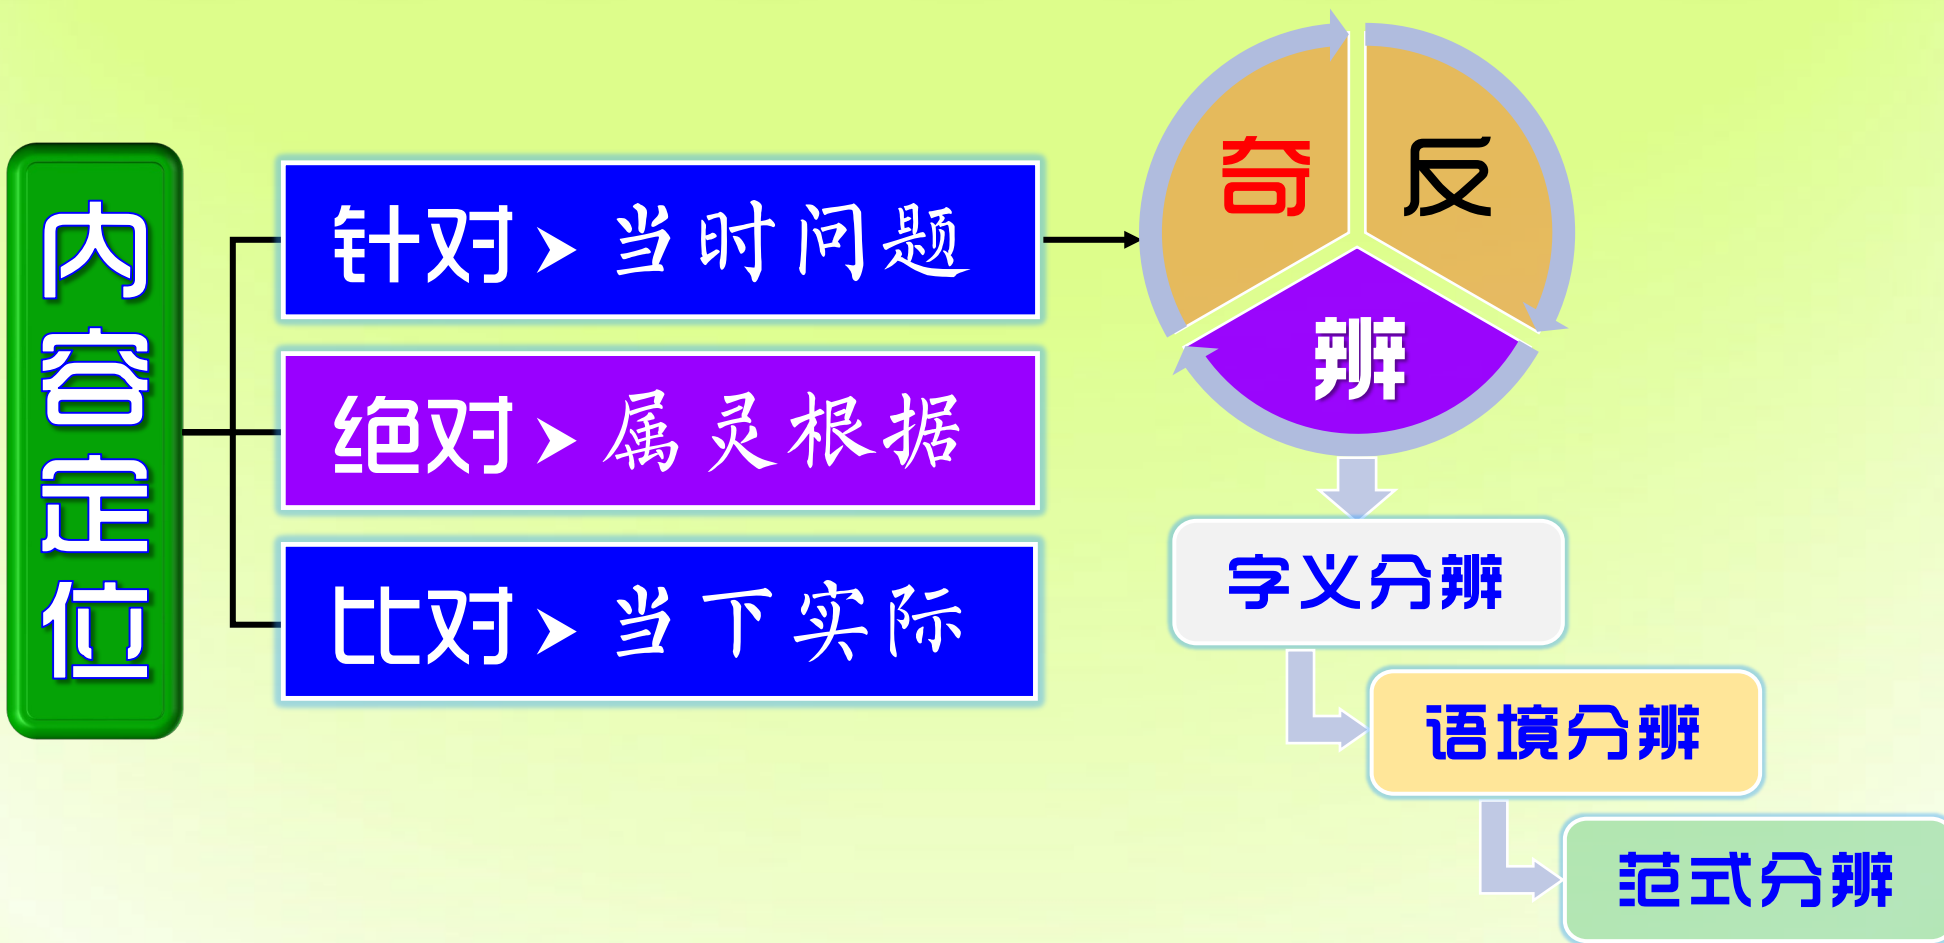 内容定位
针对➤当时问题
绝对➤属灵根据
比对➤当下实际
奇
反
辨
字义分辨
语境分辨
范式分辨